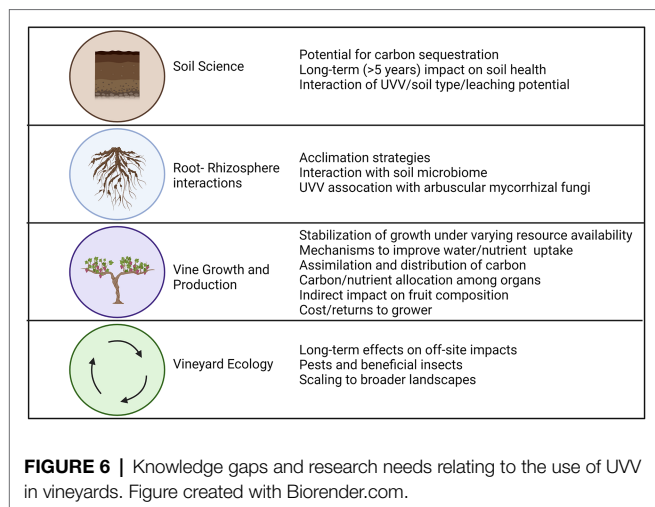 Soil Science
Potential for carbon sequestration
Long-term (>5 years) impact on soil health
Interaction of UVV/soil type/leaching potential
Root- Rhizosphere
interactions
Acclimation strategies
Interaction with soil microbiome
UVV assocation with arbuscular mycorrhizal fungi
Vine Growth and
Production
Stabilization of growth under varying resource availability
Mechanisms to improve water/nutrient uptake
Assimilation and distribution of carbon
Carbon/nutrient allocation among organs
Indirect impact on fruit composition
Cost/returns to grower
Vineyard Ecology
Long-term effects on off-site impacts
Pests and beneficial insects
Scaling to broader landscapes
FIGURE 6 | Knowledge gaps and research needs relating to the use of UVV
in vineyards. Figure created with Biorender.com.